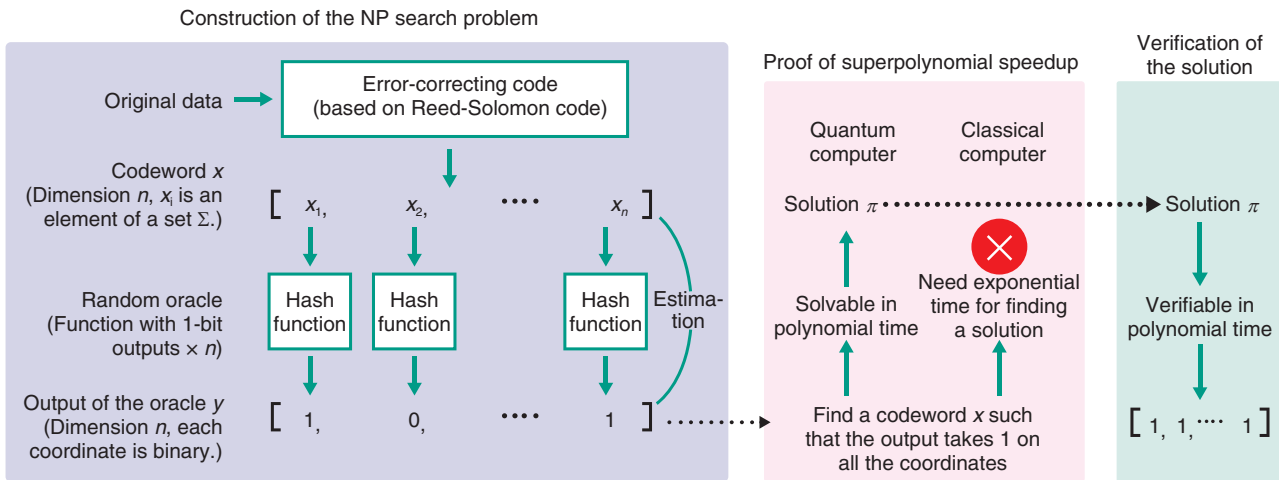 Construction of the NP search problem
Original data
Error-correcting code
(based on Reed-Solomon code)
Codeword x
(Dimension n, xi is an
element of a set Σ.)
[ x1, x2, •••• xn ]
Random oracle
(Function with 1-bit
outputs × n)
Hash
function
Hash
function
Hash
function
Estima-
tion
Output of the oracle y
(Dimension n, each
coordinate is binary.)
[ 1, 0, •••• 1 ]
Proof of superpolynomial speedup
Quantum
computer
Classical
computer
Solution π
Solvable in
polynomial time
Need exponential
time for finding
a solution
Find a codeword x such
that the output takes 1 on
all the coordinates
Verification of
the solution
Solution π
Verifiable in
polynomial time
[ 1, 1, •••• 1 ]